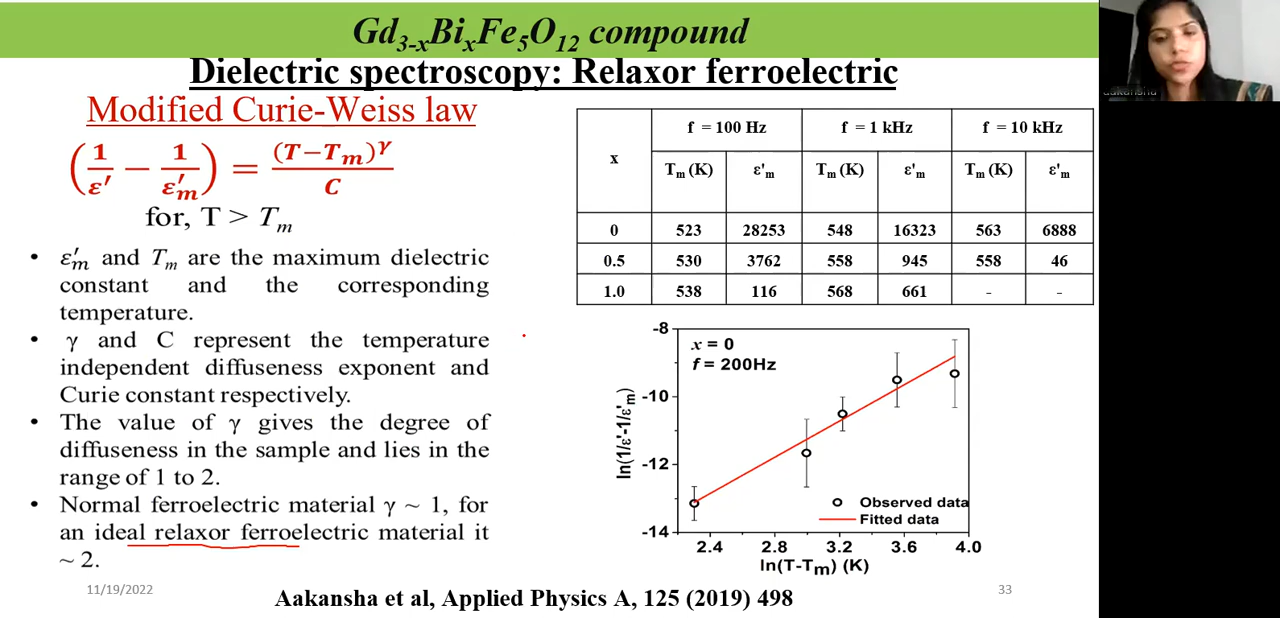 Gd3-xBixFe5O12 compound
Dielectric spectroscopy: Relaxor ferroelectric
Modified Curie-Weiss law
(1/ε′ − 1/ε′m) = (T−Tm)^γ / C
for, T > Tm
• ε′m and Tm are the maximum dielectric
constant and the corresponding
temperature.
• γ and C represent the temperature
independent diffuseness exponent and
Curie constant respectively.
• The value of γ gives the degree of
diffuseness in the sample and lies in the
range of 1 to 2.
• Normal ferroelectric material γ ~ 1, for
an ideal relaxor ferroelectric material it
~ 2.
x f = 100 Hz f = 1 kHz f = 10 kHz
Tm (K) ε'm Tm (K) ε'm Tm (K) ε'm
0 523 28253 548 16323 563 6888
0.5 530 3762 558 945 558 46
1.0 538 116 568 661 - -
x = 0
f = 200Hz
ln(1/ε'-1/ε'm)
-8
-10
-12
-14
Observed data
Fitted data
2.4 2.8 3.2 3.6 4.0
ln(T-Tm) (K)
11/19/2022
Aakansha et al, Applied Physics A, 125 (2019) 498
33
aakansha